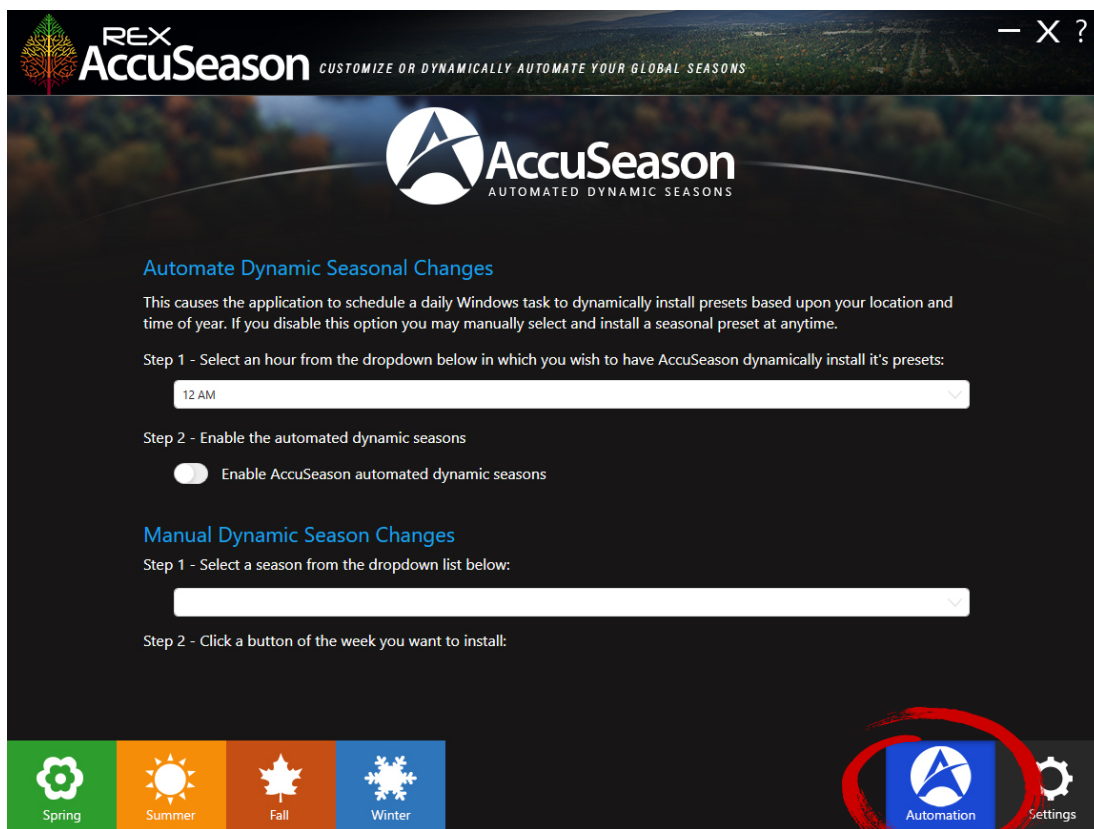 REX
AccuSeason CUSTOMIZE OR DYNAMICALLY AUTOMATE YOUR GLOBAL SEASONS
X ?
AccuSeason
AUTOMATED DYNAMIC SEASONS
Automate Dynamic Seasonal Changes
This causes the application to schedule a daily Windows task to dynamically install presets based upon your location and
time of year. If you disable this option you may manually select and install a seasonal preset at anytime.
Step 1 - Select an hour from the dropdown below in which you wish to have AccuSeason dynamically install it's presets:
12 AM
Step 2 - Enable the automated dynamic seasons
Enable AccuSeason automated dynamic seasons
Manual Dynamic Season Changes
Step 1 - Select a season from the dropdown list below:
Step 2 - Click a button of the week you want to install:
Spring Summer Fall Winter Automation Settings